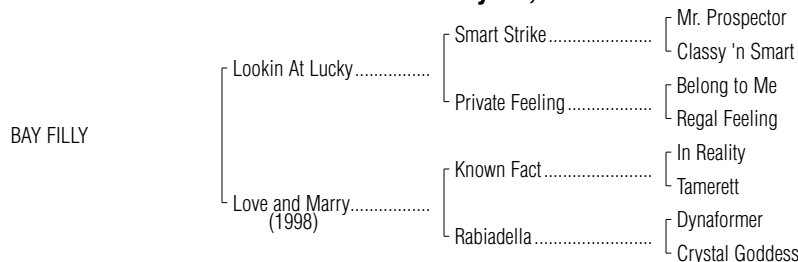 Mr. Prospector
Smart Strike....................
Classy 'n Smart
Lookin At Lucky................
Belong to Me
Private Feeling...................
Regal Feeling
BAY FILLY
In Reality
Known Fact.....................
Tamerett
Love and Marry.................
(1998)
Dynaformer
Rabiadella........................
Crystal Goddess